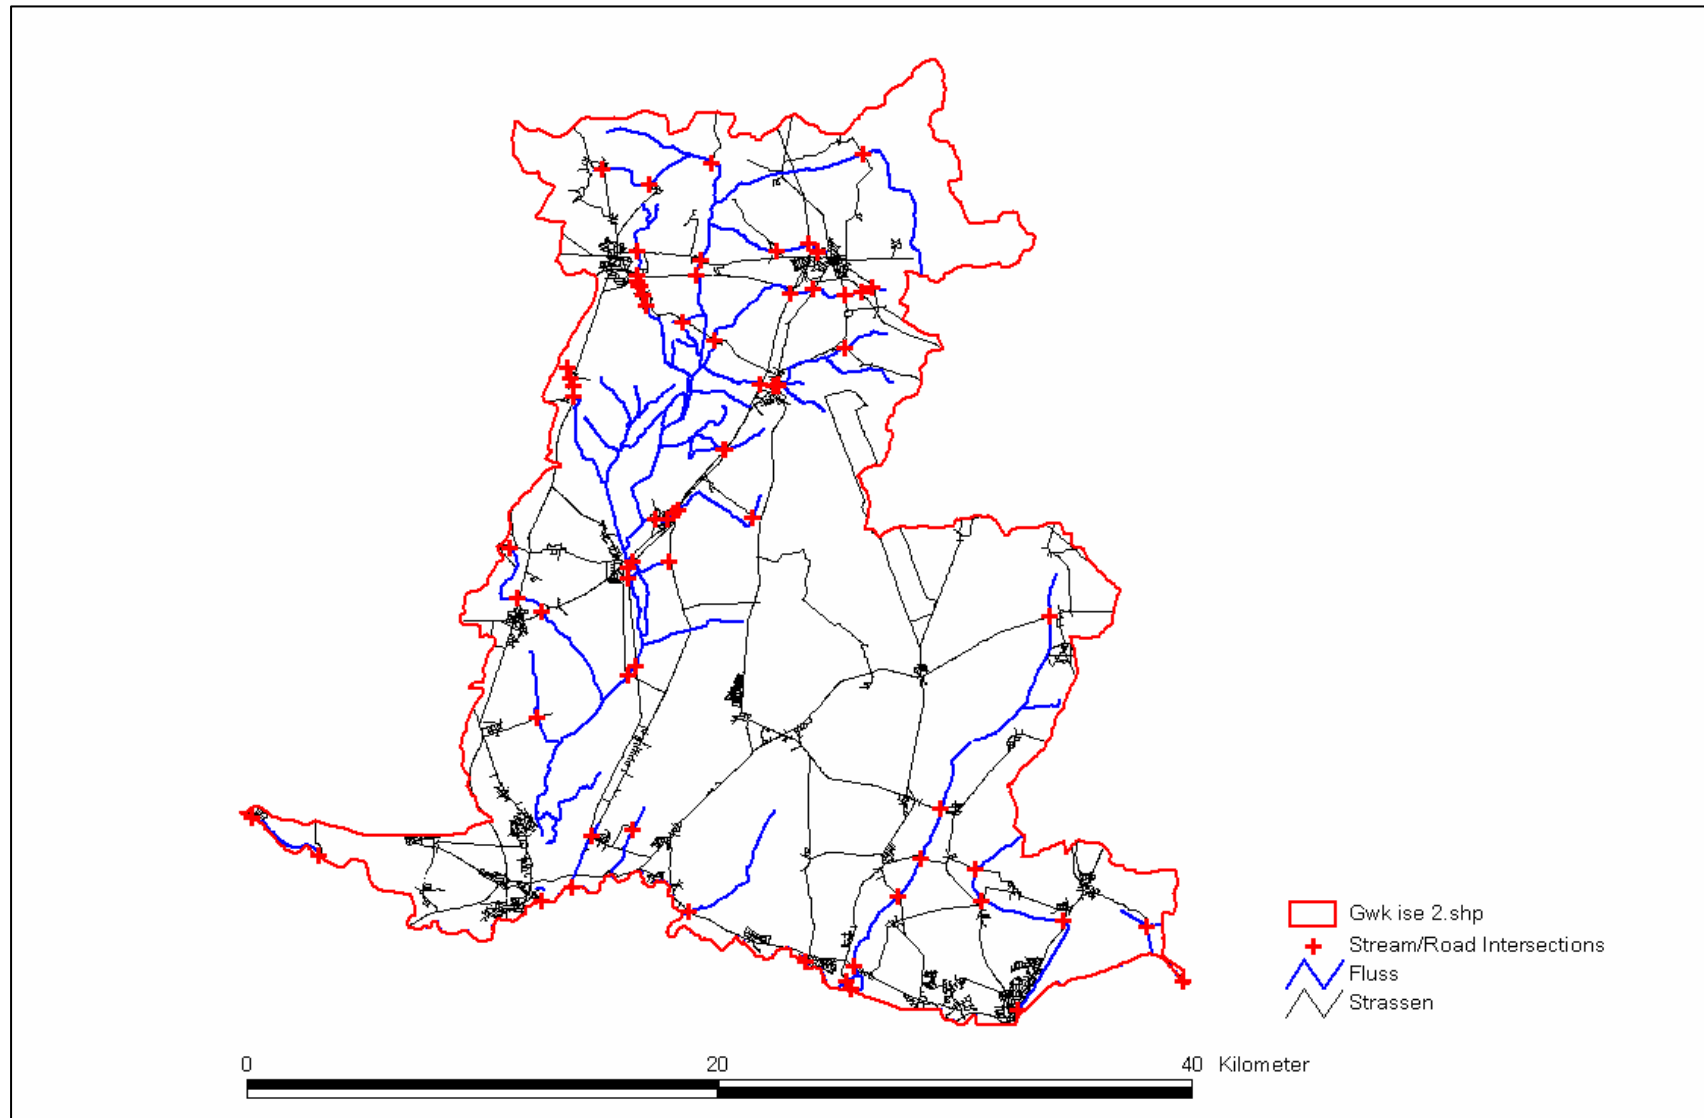 Gwk ise 2.shp
Stream/Road Intersections
Fluss
Strassen
0 20 40 Kilometer